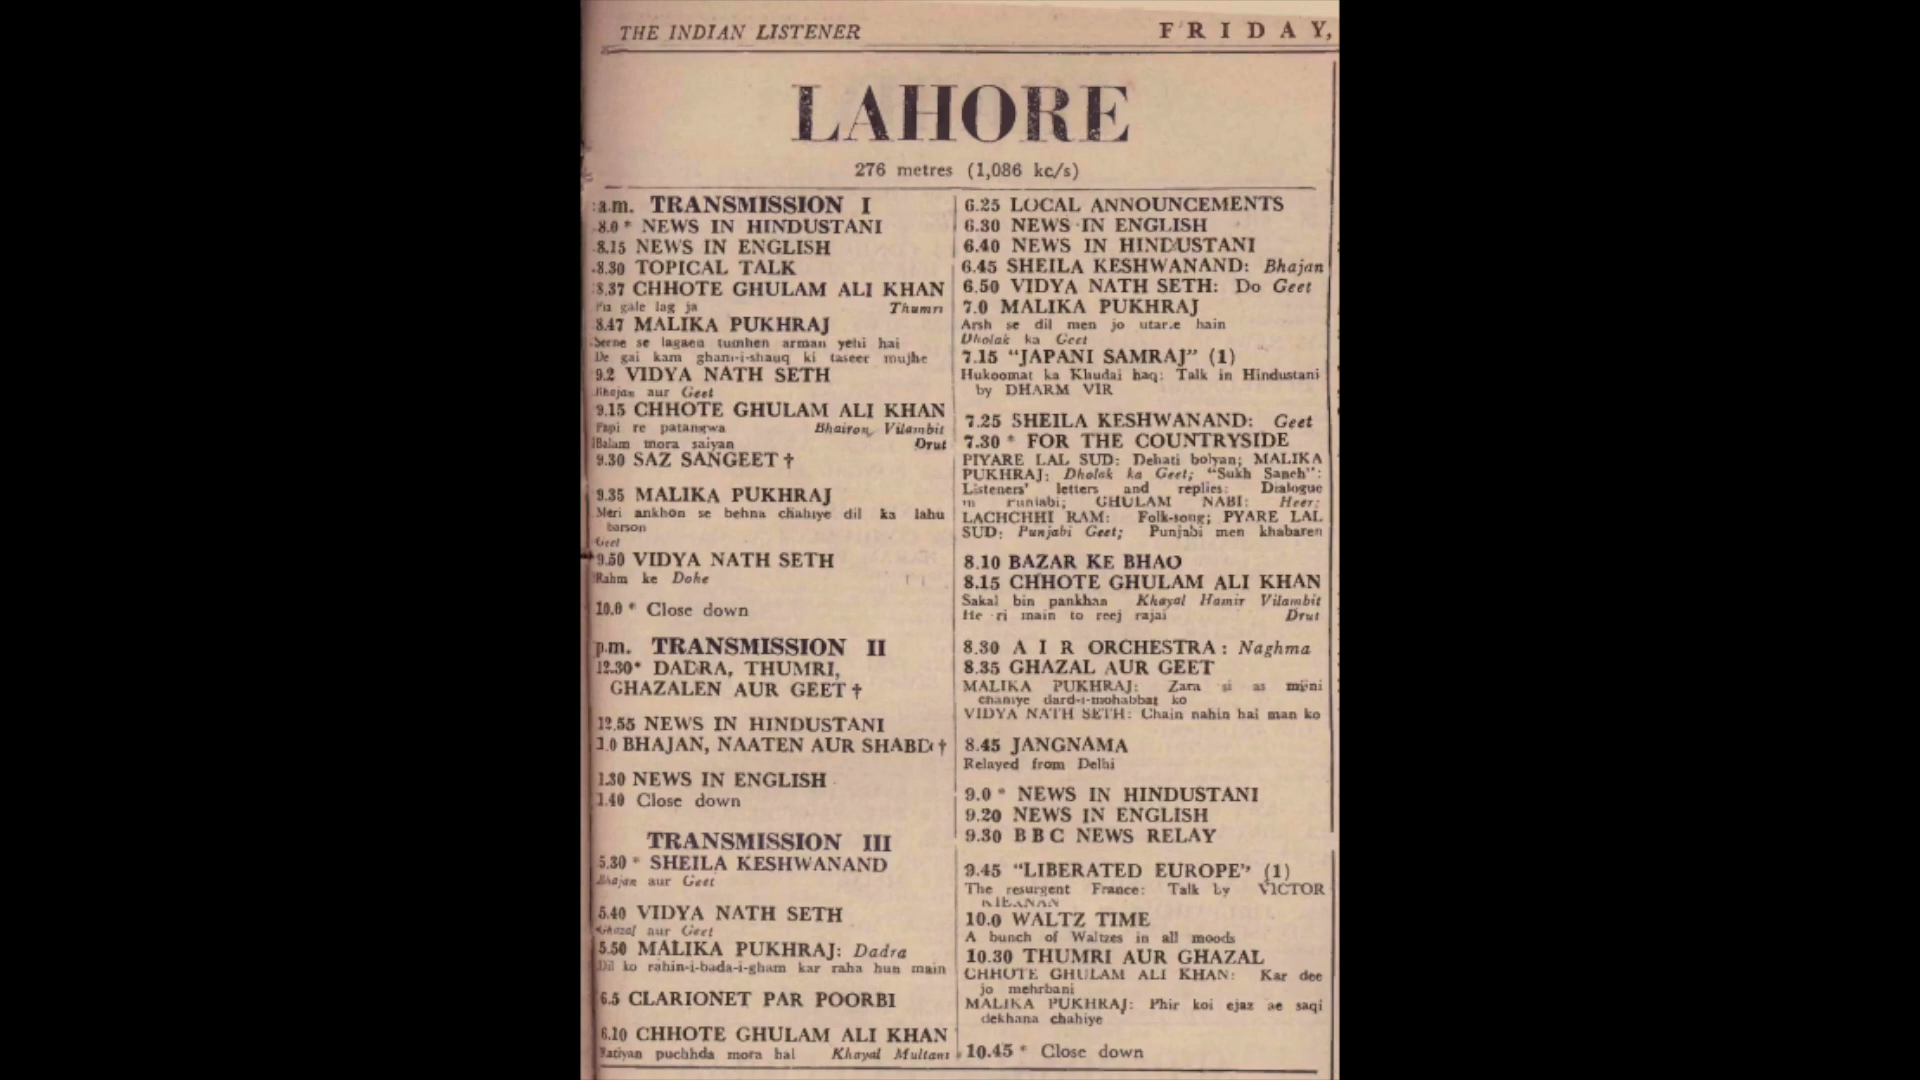 THE INDIAN LISTENER
FRIDAY,
LAHORE
276 metres (1,086 kc/s)
a.m. TRANSMISSION I
8.0 * NEWS IN HINDUSTANI
8.15 NEWS IN ENGLISH
8.30 TOPICAL TALK
8.37 CHHOTE GHULAM ALI KHAN
Pia gale lag ja Thumri
8.47 MALIKA PUKHRAJ
Seene se lagaen tumhen arman yehi hai
De gai kam gham-i-shauq ki taseer mujhe
9.2 VIDYA NATH SETH
Bhajan aur Geet
9.15 CHHOTE GHULAM ALI KHAN
Papi re patangwa Bhairon Vilambit
Balam mora saiyan Drut
9.30 SAZ SANGEET †
9.35 MALIKA PUKHRAJ
Meri ankhon se behna chahiye dil ka lahu
barson
Geet
9.50 VIDYA NATH SETH
Rahm ke Dohe
10.0 * Close down
p.m. TRANSMISSION II
12.30* DADRA, THUMRI,
GHAZALEN AUR GEET †
12.55 NEWS IN HINDUSTANI
1.0 BHAJAN, NAATEN AUR SHABD †
1.30 NEWS IN ENGLISH
1.40 Close down
TRANSMISSION III
5.30 * SHEILA KESHWANAND
Bhajan aur Geet
5.40 VIDYA NATH SETH
Ghazal aur Geet
5.50 MALIKA PUKHRAJ: Dadra
Dil ko rahin-i-bada-i-gham kar raha hun main
6.5 CLARIONET PAR POORBI
6.10 CHHOTE GHULAM ALI KHAN
puchhda mora hal Khayal Multani
6.25 LOCAL ANNOUNCEMENTS
6.30 NEWS IN ENGLISH
6.40 NEWS IN HINDUSTANI
6.45 SHEILA KESHWANAND: Bhajan
6.50 VIDYA NATH SETH: Do Geet
7.0 MALIKA PUKHRAJ
Arsh se dil men jo utare hain
Dholak ka Geet
7.15 "JAPANI SAMRAJ" (1)
Hukoomat ka Khudai haq: Talk in Hindustani
by DHARM VIR
7.25 SHEILA KESHWANAND: Geet
7.30 * FOR THE COUNTRYSIDE
PIYARE LAL SUD: Dehati bolyan; MALIKA
PUKHRAJ: Dholak ka Geet; "Sukh Saneh":
Listeners' letters and replies: Dialogue
in Punjabi; GHULAM NABI: Heer;
LACHCHHI RAM: Folk-song; PYARE LAL
SUD: Punjabi Geet; Punjabi men khabaren
8.10 BAZAR KE BHAO
8.15 CHHOTE GHULAM ALI KHAN
Sakal bin pankhan Khayal Hamir Vilambit
He ri main to reej rajai Drut
8.30 A I R ORCHESTRA: Naghma
8.35 GHAZAL AUR GEET
MALIKA PUKHRAJ: Zara si
chahiye dard-i-mohabbat ko
VIDYA NATH SETH: Chain nahin hai man ko
8.45 JANGNAMA
Relayed from Delhi
9.0 * NEWS IN HINDUSTANI
9.20 NEWS IN ENGLISH
9.30 B B C NEWS RELAY
9.45 "LIBERATED EUROPE" (1)
The resurgent France: Talk by VICTOR
KIERNAN
10.0 WALTZ TIME
A bunch of Waltzes in all moods
10.30 THUMRI AUR GHAZAL
CHHOTE GHULAM ALI KHAN: Kar dee
jo mehrbani
MALIKA PUKHRAJ: Phir koi ejaz ae saqi
dekhana chahiye
10.45 * Close down